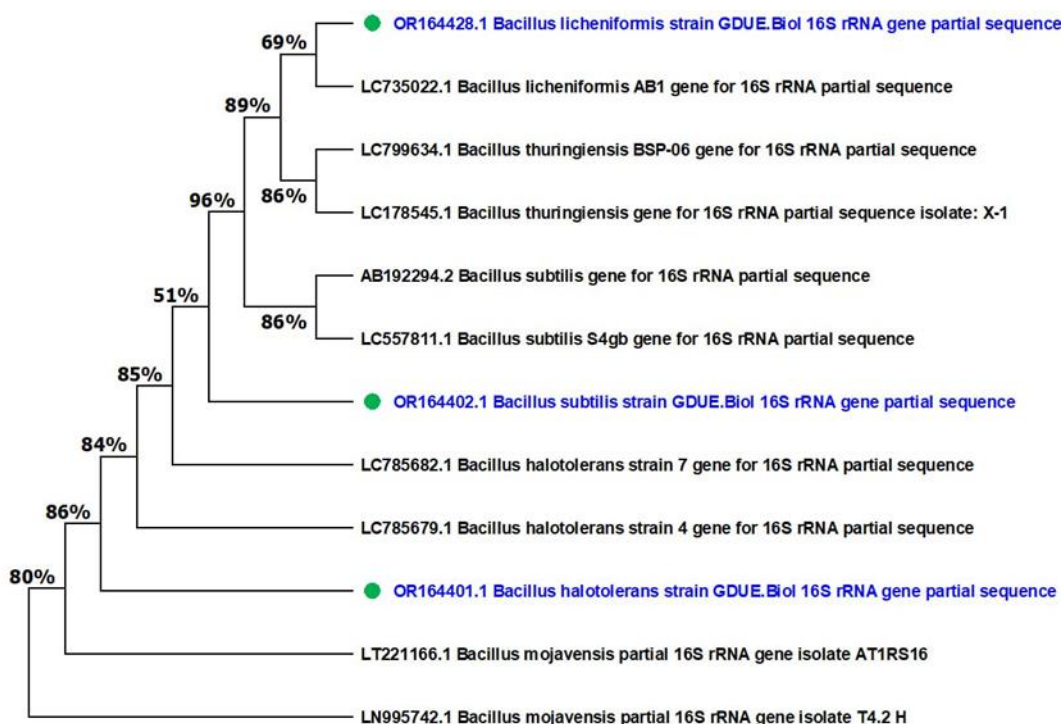 OR164428.1 Bacillus licheniformis strain GDUE.Biol 16S rRNA gene partial sequence
69%
LC735022.1 Bacillus licheniformis AB1 gene for 16S rRNA partial sequence
89%
LC799634.1 Bacillus thuringiensis BSP-06 gene for 16S rRNA partial sequence
86%
96%
LC178545.1 Bacillus thuringiensis gene for 16S rRNA partial sequence isolate: X-1
AB192294.2 Bacillus subtilis gene for 16S rRNA partial sequence
51%
86%
LC557811.1 Bacillus subtilis S4gb gene for 16S rRNA partial sequence
85%
OR164402.1 Bacillus subtilis strain GDUE.Biol 16S rRNA gene partial sequence
84%
LC785682.1 Bacillus halotolerans strain 7 gene for 16S rRNA partial sequence
86%
LC785679.1 Bacillus halotolerans strain 4 gene for 16S rRNA partial sequence
80%
OR164401.1 Bacillus halotolerans strain GDUE.Biol 16S rRNA gene partial sequence
LT221166.1 Bacillus mojavensis partial 16S rRNA gene isolate AT1RS16
LN995742.1 Bacillus mojavensis partial 16S rRNA gene isolate T4.2 H